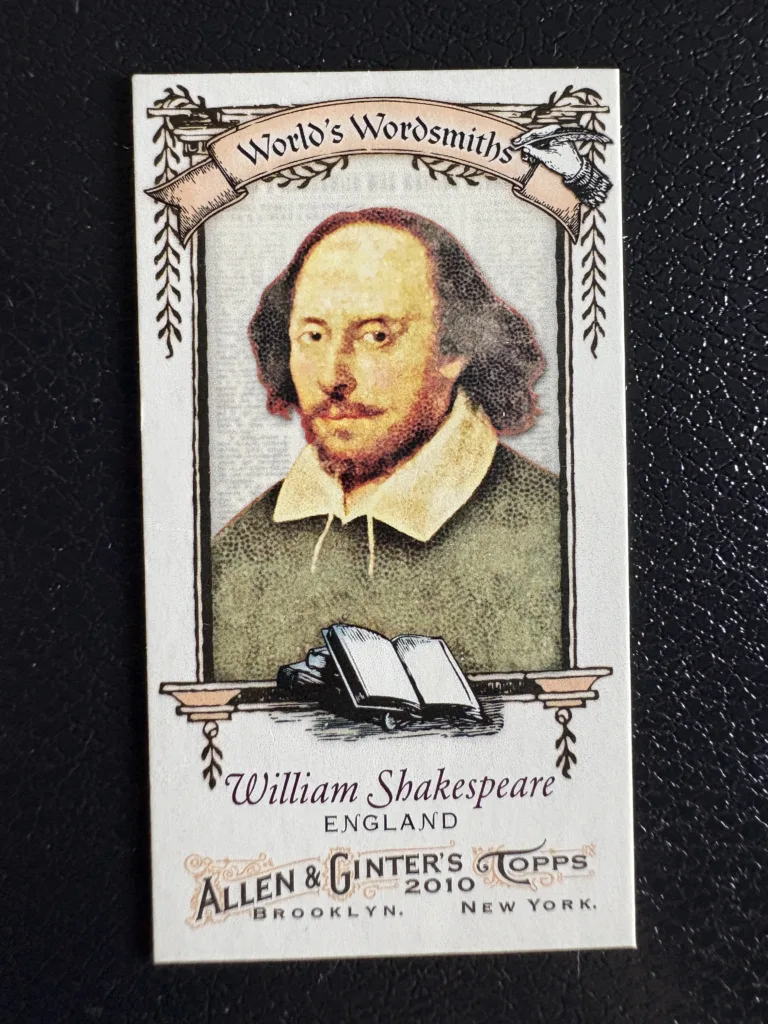 World's Wordsmiths
William Shakespeare
ENGLAND
ALLEN & GINTER'S TOPPS
2010
BROOKLYN. NEW YORK.